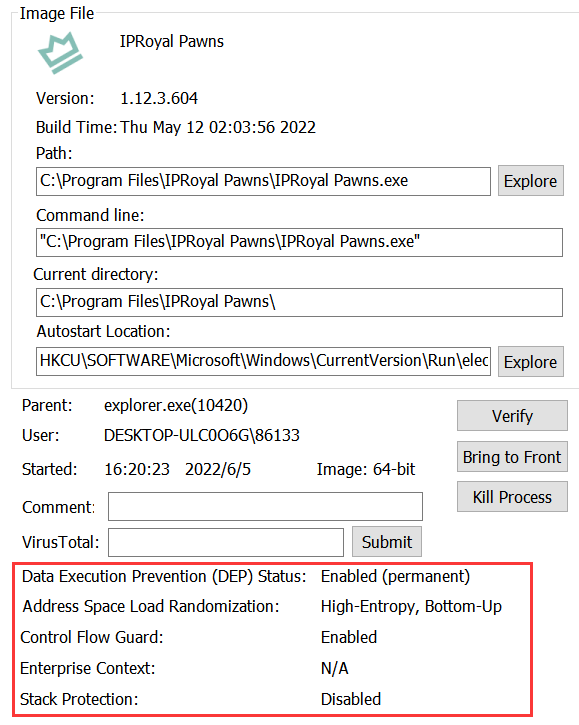 Image File
IPRoyal Pawns
Version: 1.12.3.604
Build Time: Thu May 12 02:03:56 2022
Path:
C:\Program Files\IPRoyal Pawns\IPRoyal Pawns.exe Explore
Command line:
"C:\Program Files\IPRoyal Pawns\IPRoyal Pawns.exe"
Current directory:
C:\Program Files\IPRoyal Pawns\
Autostart Location:
HKCU\SOFTWARE\Microsoft\Windows\CurrentVersion\Run\elec Explore
Parent: explorer.exe(10420)
Verify
User: DESKTOP-ULC0O6G\86133
Bring to Front
Started: 16:20:23 2022/6/5 Image: 64-bit
Kill Process
Comment:
VirusTotal: Submit
Data Execution Prevention (DEP) Status: Enabled (permanent)
Address Space Load Randomization: High-Entropy, Bottom-Up
Control Flow Guard: Enabled
Enterprise Context: N/A
Stack Protection: Disabled